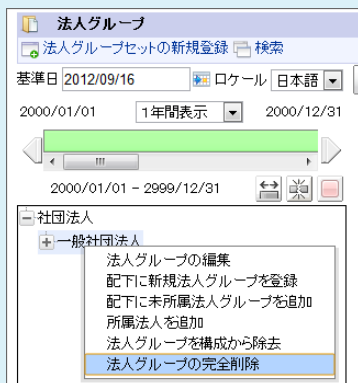 法人グループ
法人グループセットの新規登録 検索
基準日 2012/09/16 ロケール 日本語
2000/01/01 1年間表示 2000/12/31
2000/01/01 - 2999/12/31
社団法人
一般社団法人
法人グループの編集
配下に新規法人グループを登録
配下に未所属法人グループを追加
所属法人を追加
法人グループを構成から除去
法人グループの完全削除